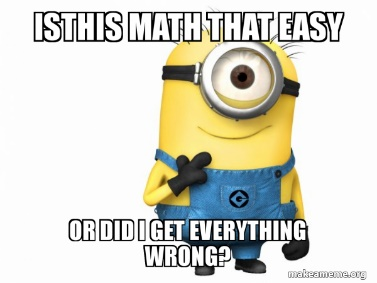 ISTHIS MATH THAT EASY
OR DID I GET EVERYTHING
WRONG?
makeameme.org